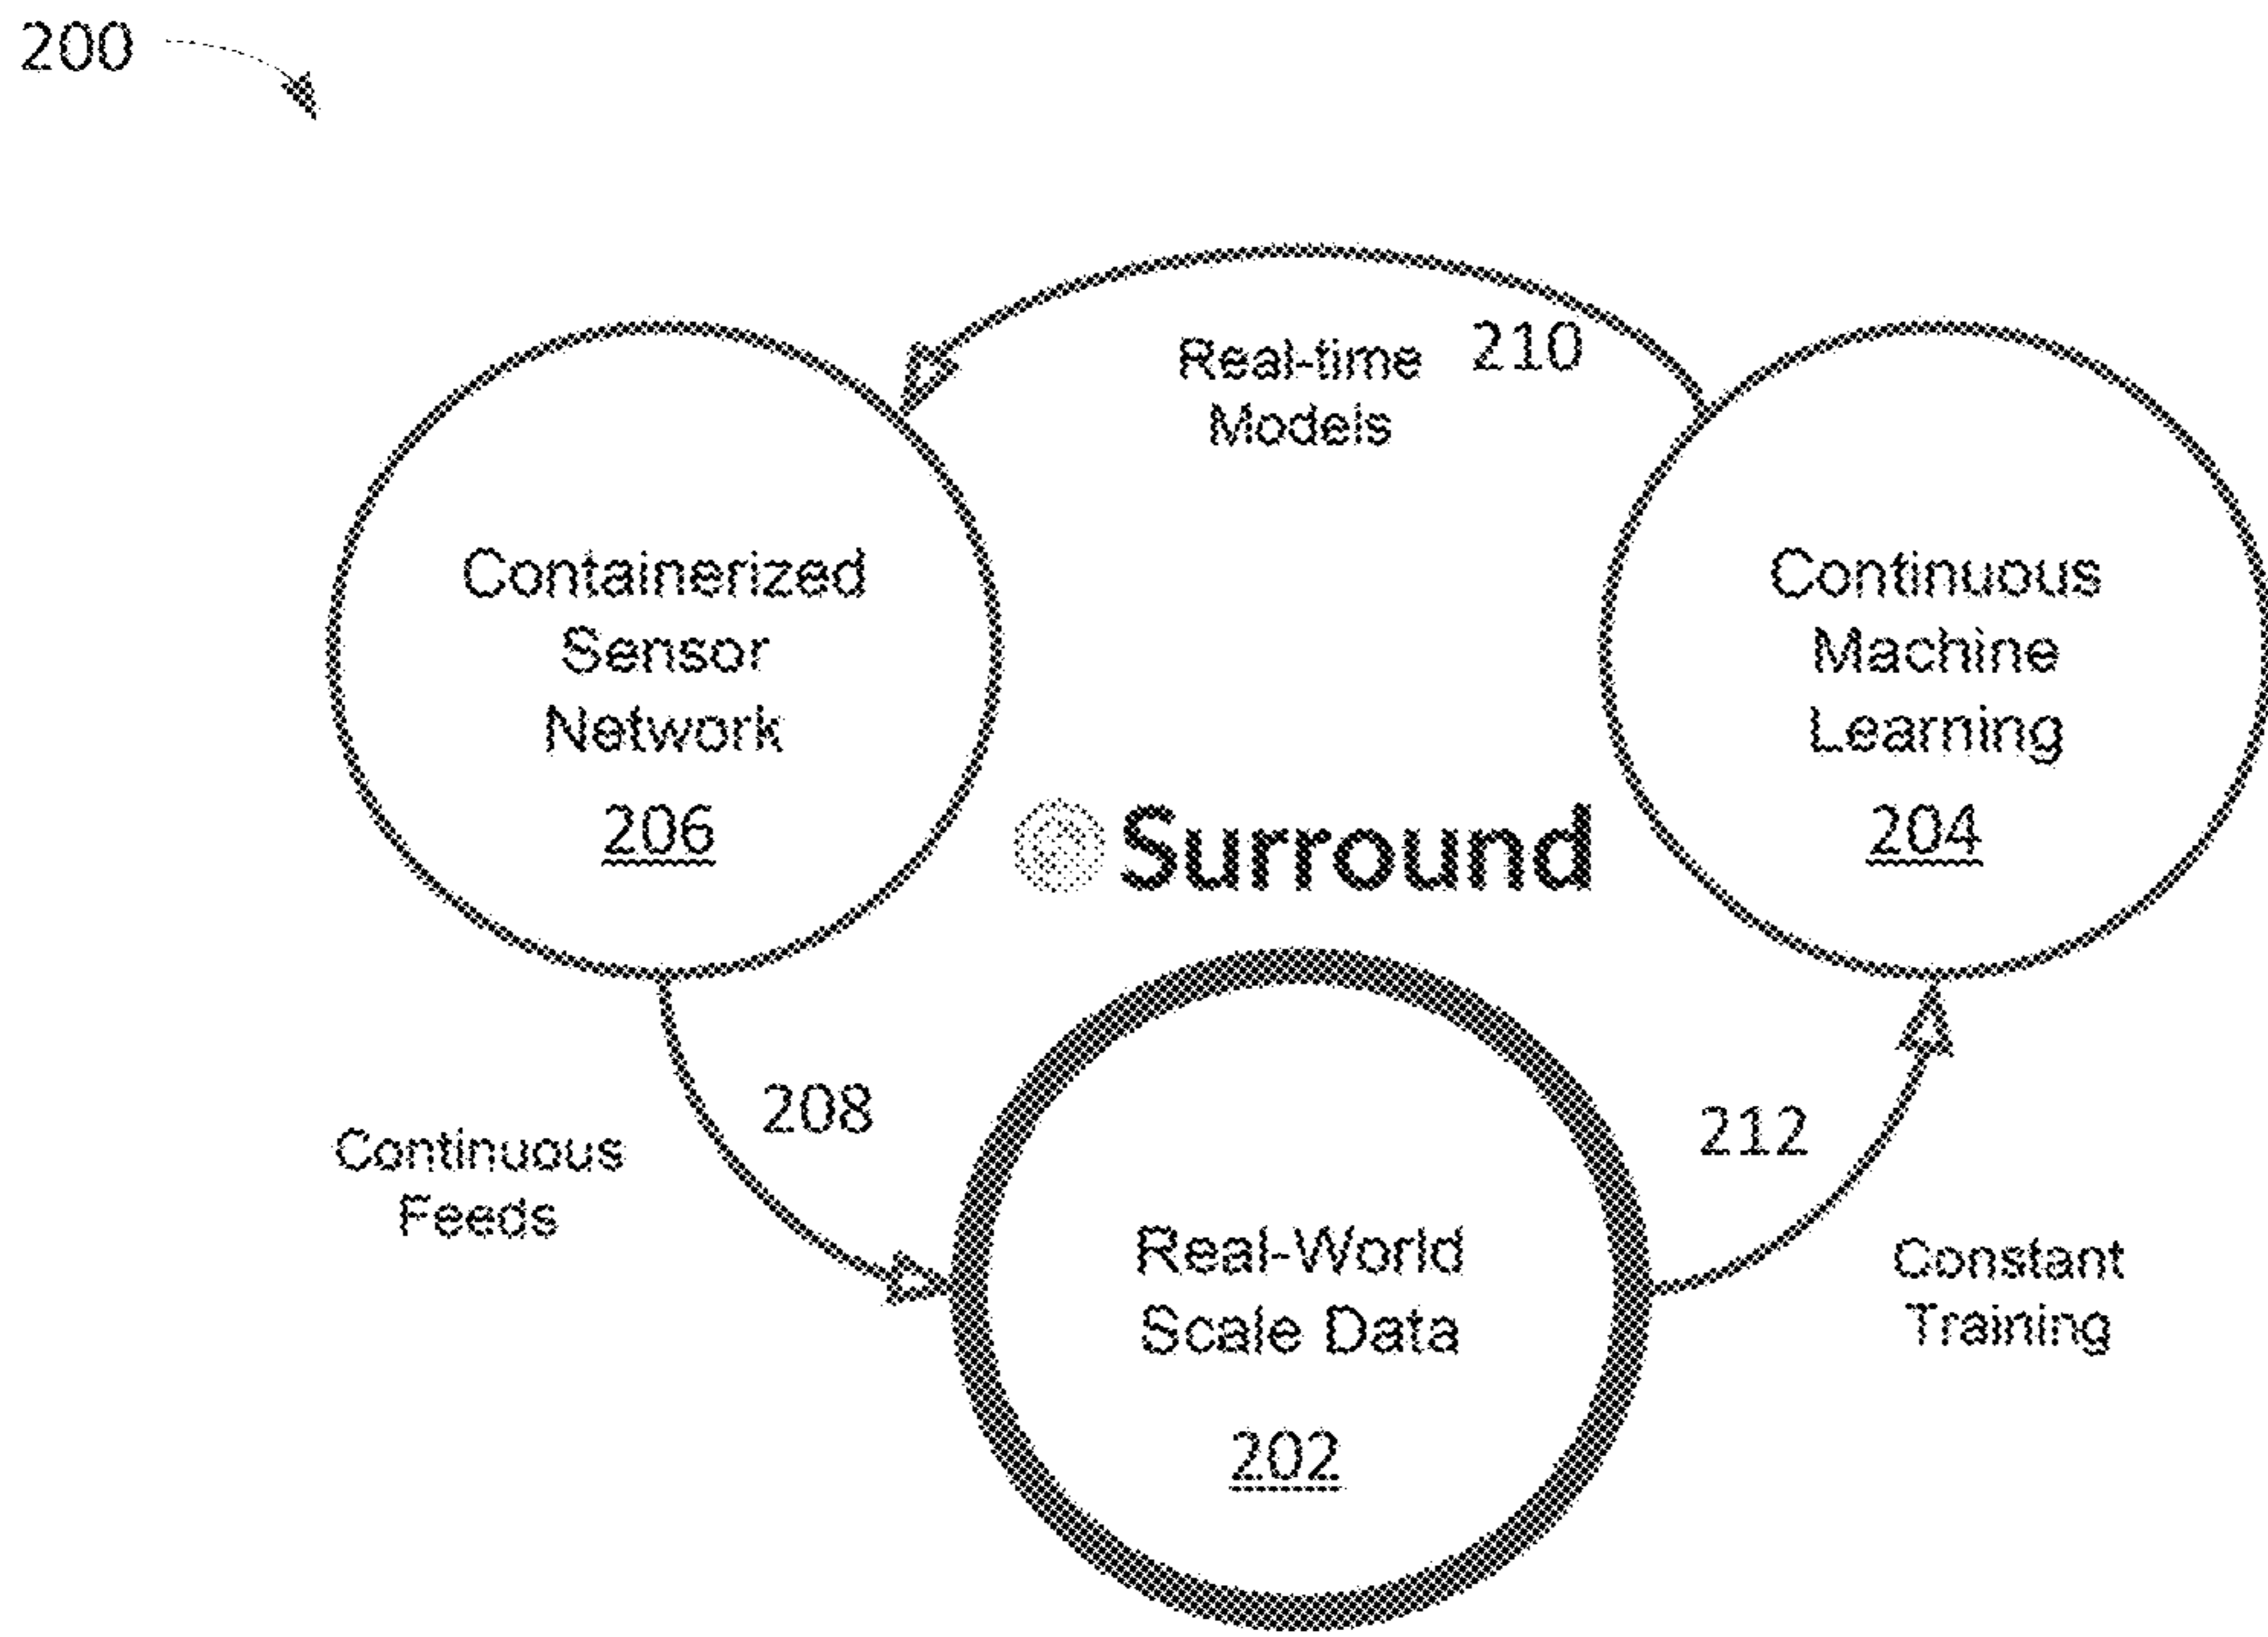 200
Real-time 210
Models
Containerized
Sensor
Network
206
Continuous
Machine
Learning
204
Surround
208
Continuous
Feeds
212
Constant
Training
Real-World
Scale Data
202